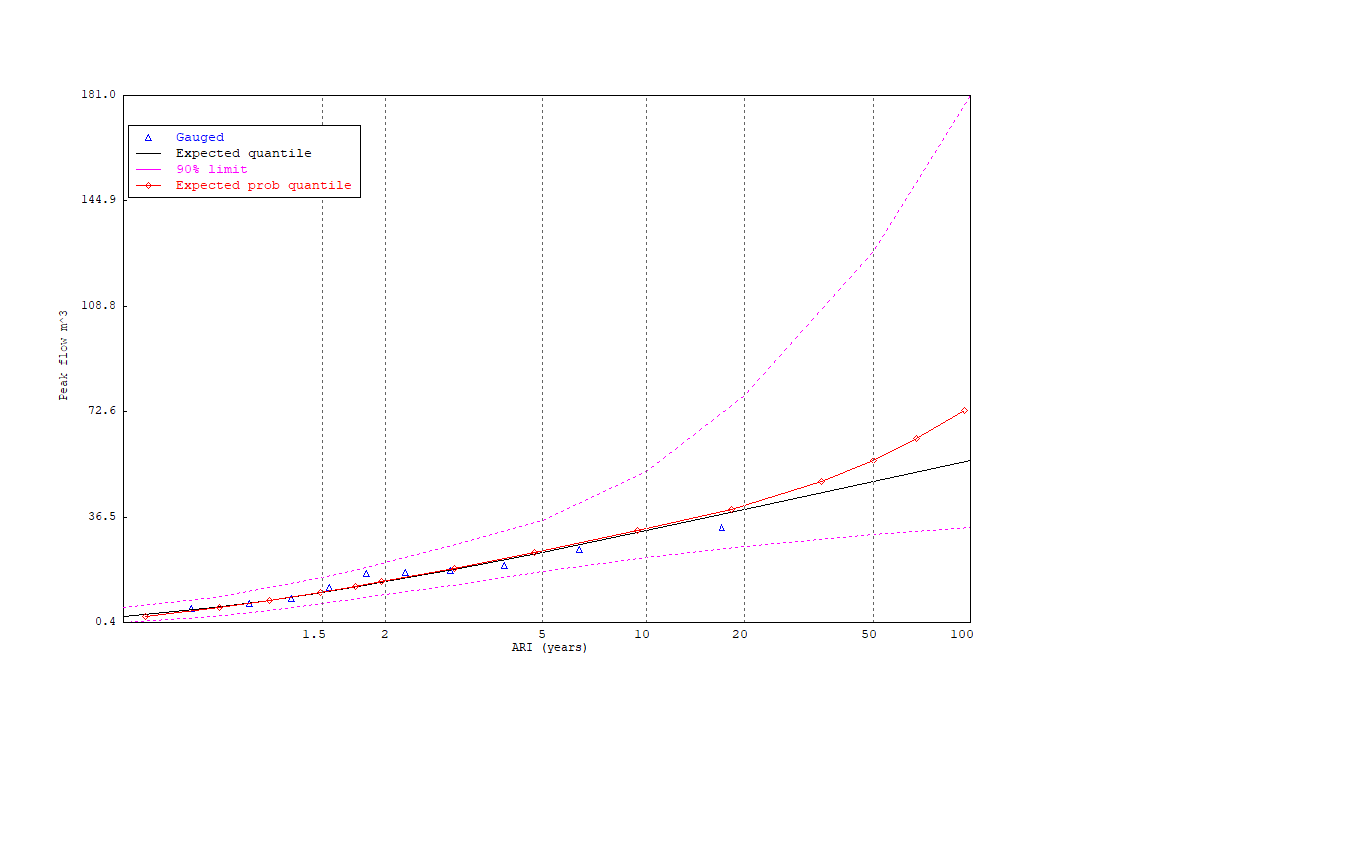 181.0
Gauged
Expected quantile
90% limit
Expected prob quantile
144.9
108.8
Peak flow m^3
72.6
36.5
0.4
1.5 2 5 10 20 50 100
ARI (years)